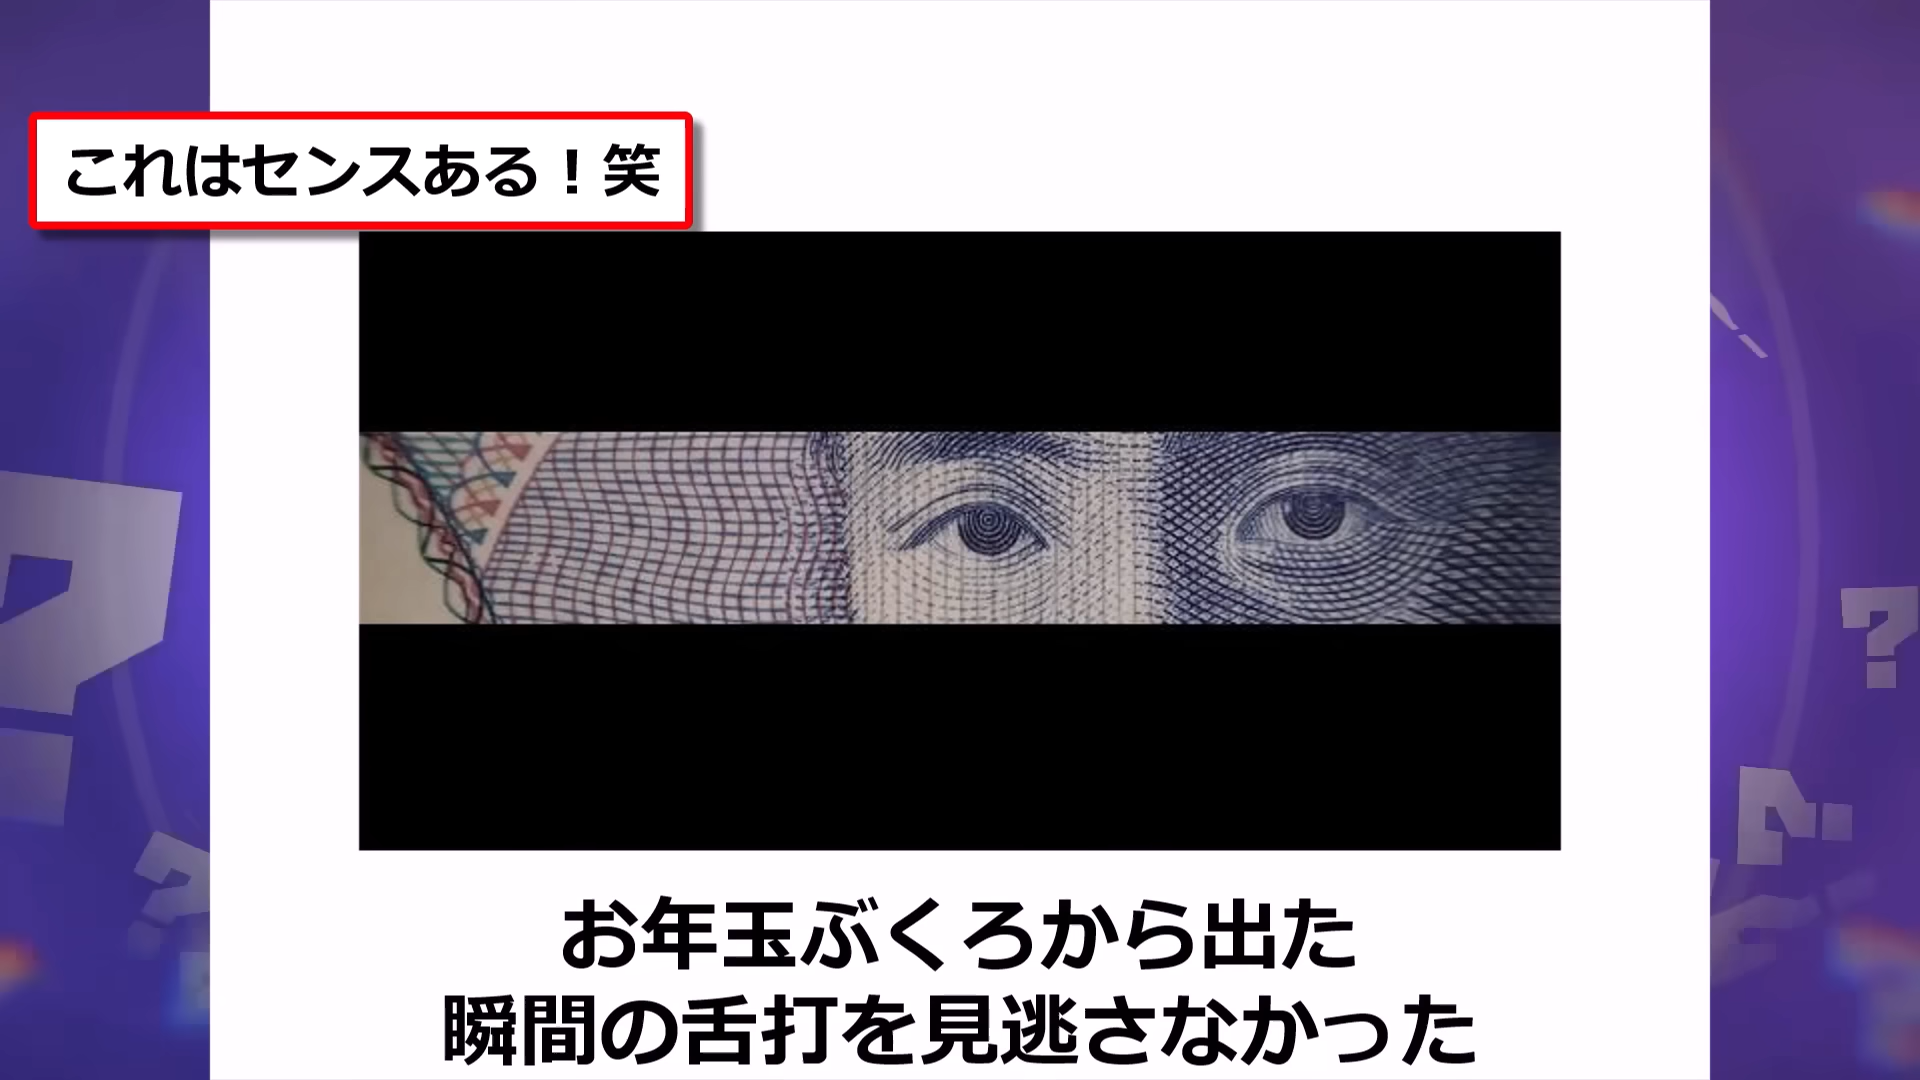 これはセンスある！笑
お年玉ぶくろから出た
瞬間の舌打を見逃さなかった